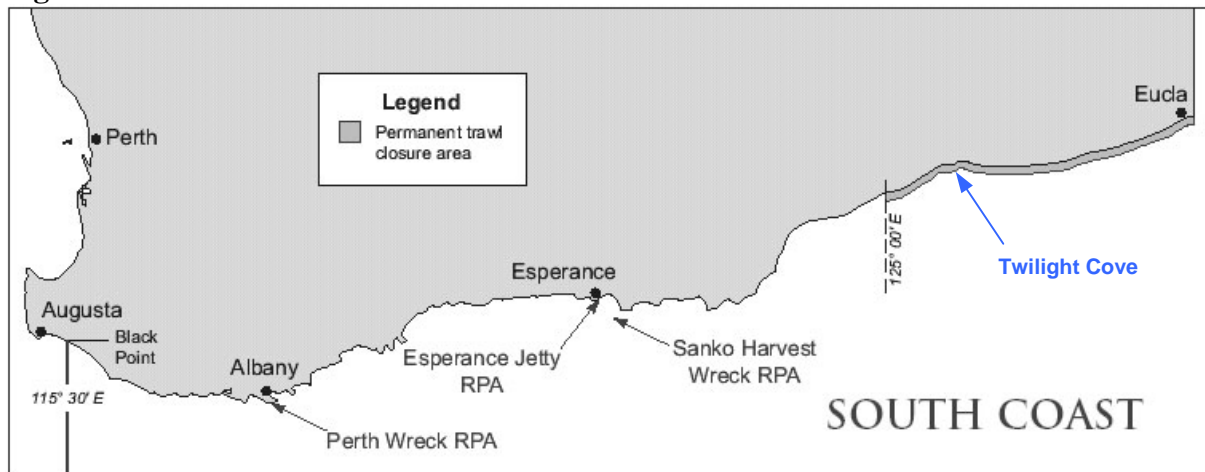 Legend
Permanent trawl
closure area
Perth
Eucla
125° 00' E
Twilight Cove
Esperance
Augusta
Black
Point
115° 30' E
Albany
Esperance Jetty
RPA
Sanko Harvest
Wreck RPA
Perth Wreck RPA
SOUTH COAST